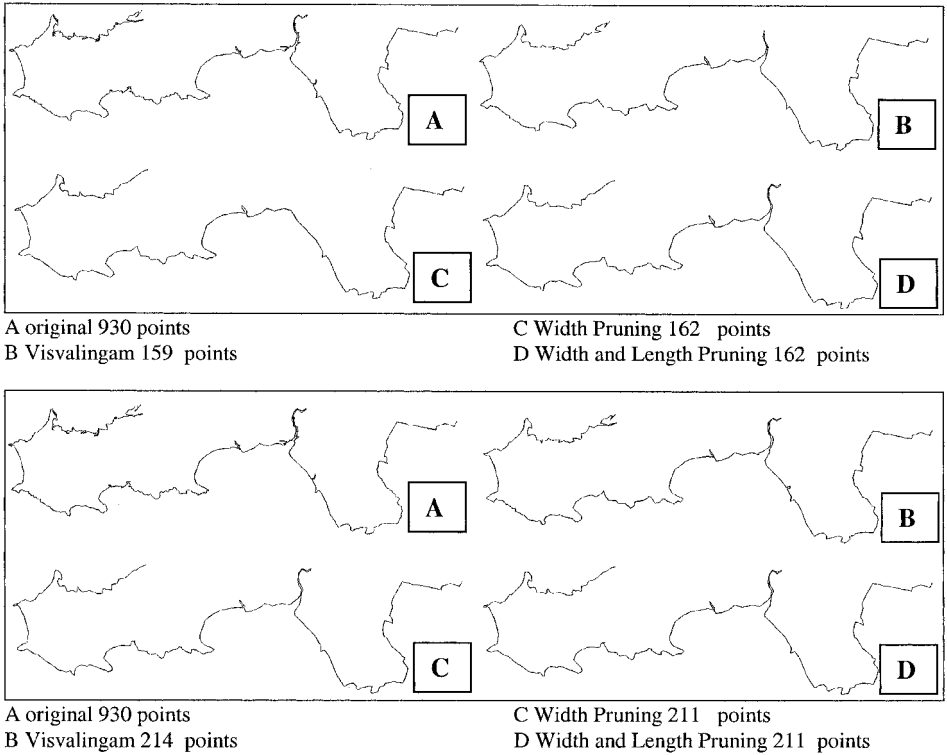 A
B
C
D
A original 930 points
B Visvalingam 159 points
C Width Pruning 162 points
D Width and Length Pruning 162 points
A
B
C
D
A original 930 points
B Visvalingam 214 points
C Width Pruning 211 points
D Width and Length Pruning 211 points